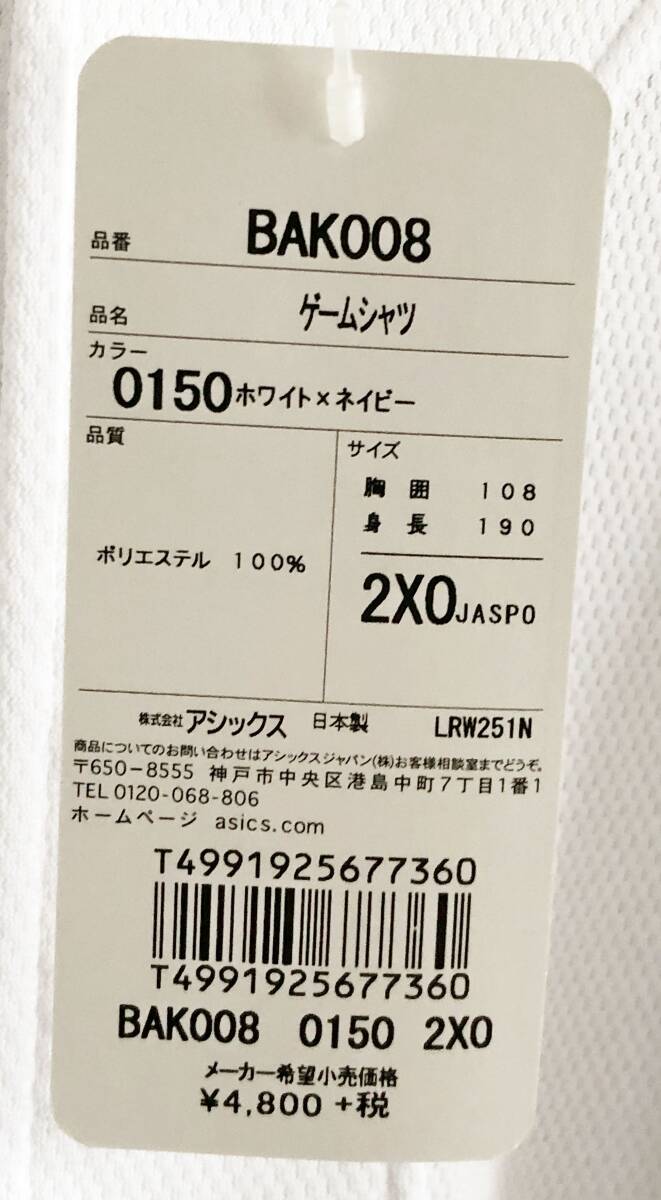 品番 BAK008
品名 ゲームシャツ
カラー
0150ホワイト×ネイビー
品質
ポリエステル 100%
サイズ
胸囲 108
身長 190
2XO JASPO
株式会社アシックス 日本製 LRW251N
商品についてのお問い合わせはアシックスジャパン(株)お客様相談室までどうぞ。
〒650-8555 神戸市中央区港島中町7丁目1番1
TEL 0120-068-806
ホームページ asics.com
T4991925677360
T4991925677360
BAK008 0150 2XO
メーカー希望小売価格
¥4,800 +税